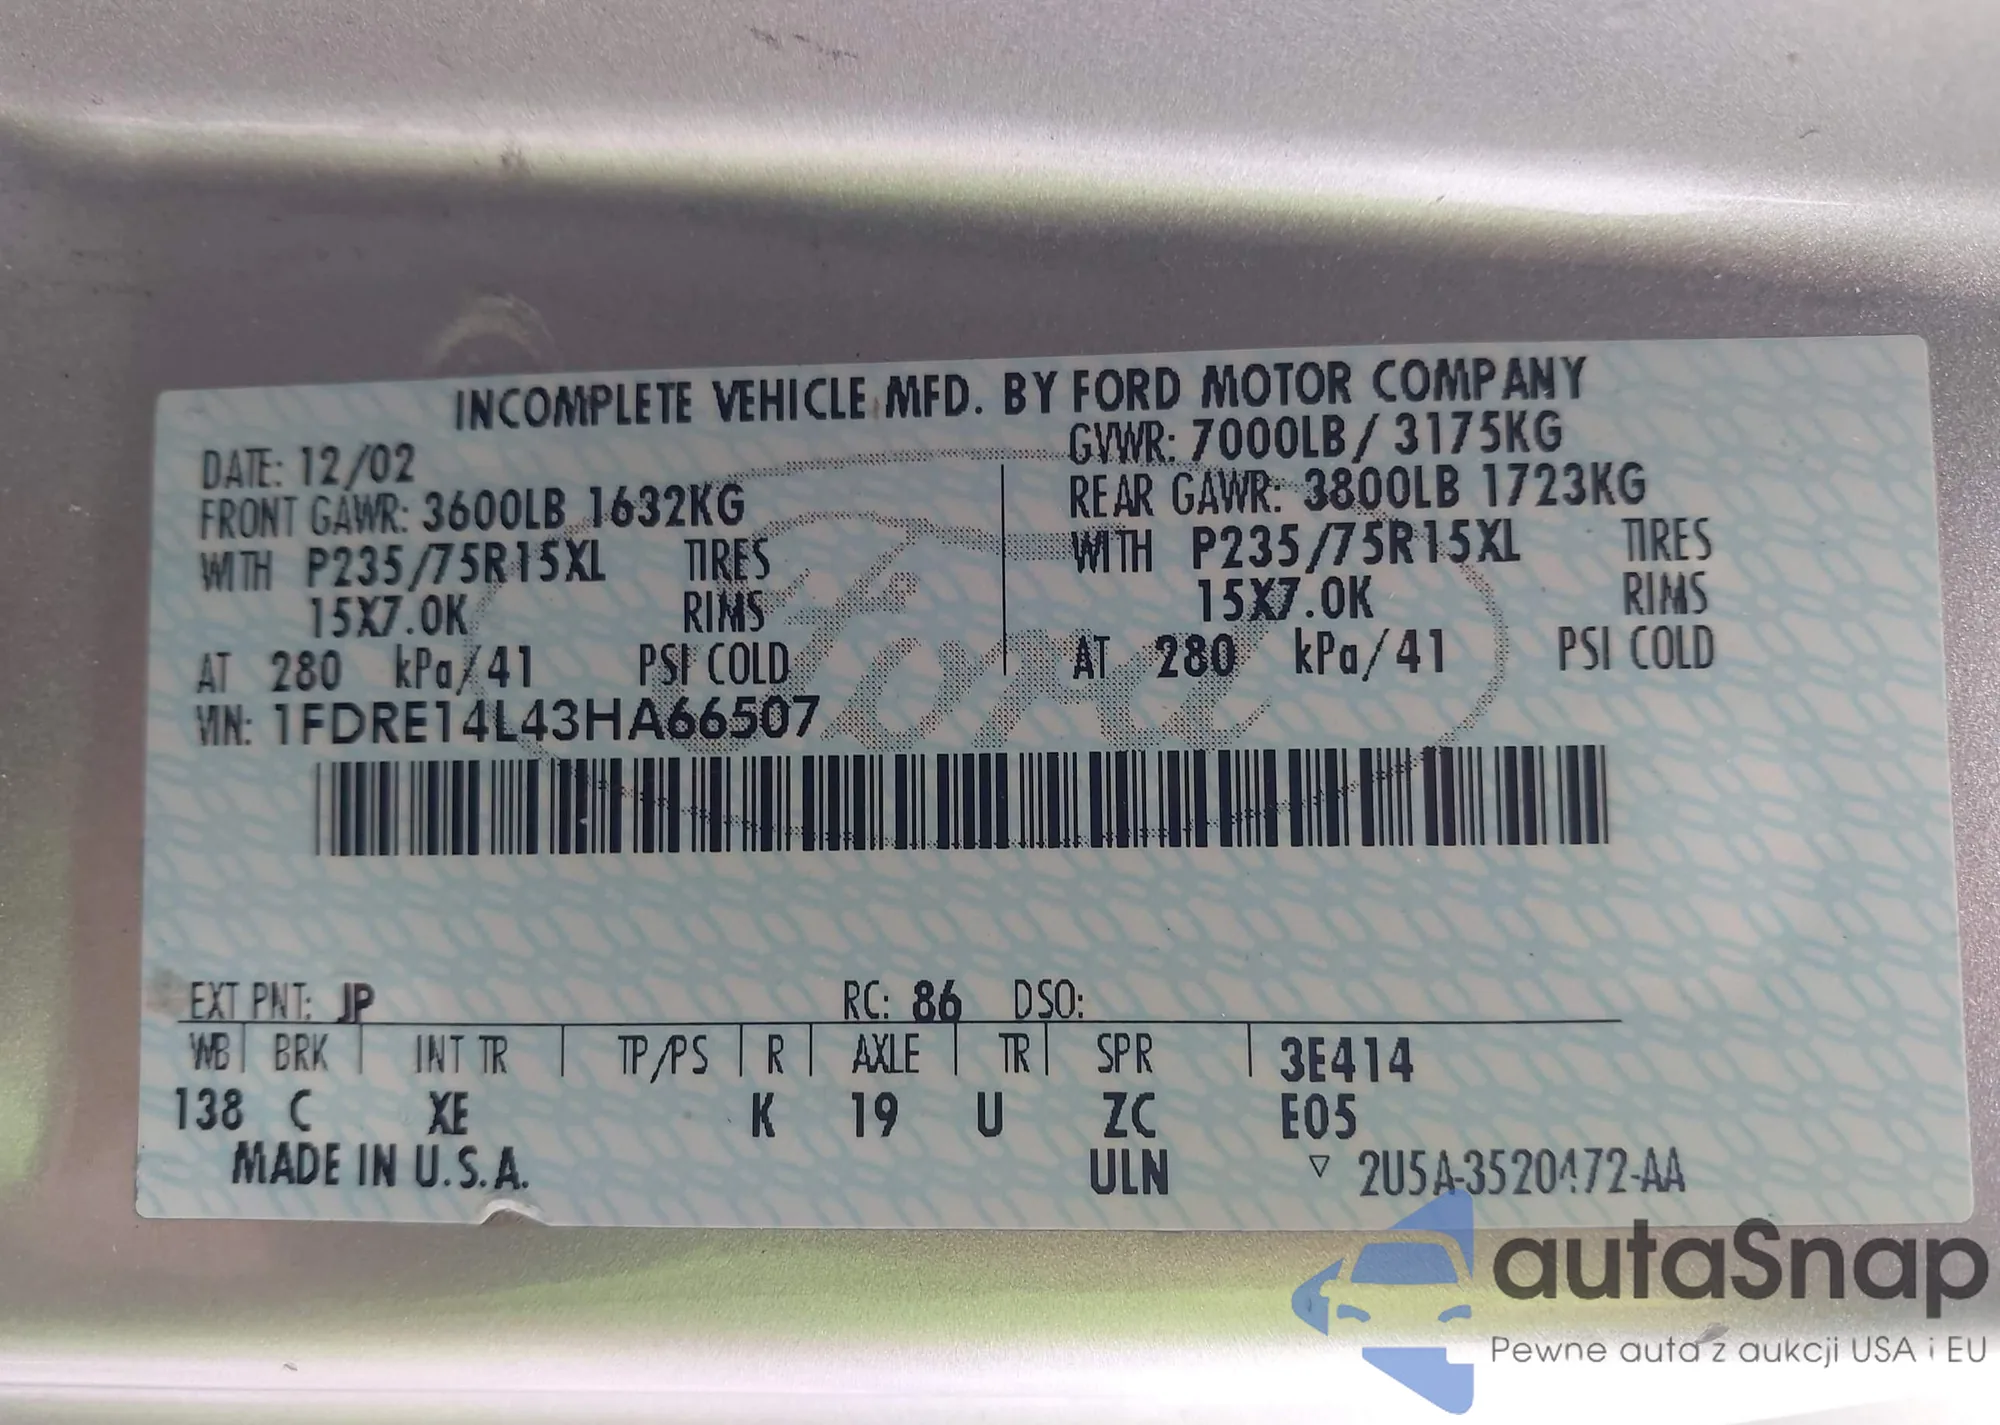 INCOMPLETE VEHICLE MFD. BY FORD MOTOR COMPANY
DATE: 12/02
GVWR: 7000LB/ 3175KG
FRONT GAWR: 3600LB 1632KG
REAR GAWR: 3800LB 1723KG
WITH P235/75R15XL TIRES
WITH P235/75R15XL TIRES
15X7.0K RIMS
15X7.0K RIMS
AT 280 kPa/41 PSI COLD
AT 280 kPa/41 PSI COLD
VIN: 1FDRE14L43HA66507
Ford
EXT PNT: JP RC: 86 DSO:
WB BRK INT TR TP/PS R AXLE TR SPR 3E414
138 C XE K 19 U ZC E05
MADE IN U.S.A. ULN ▽ 2U5A-3520472-AA
autaSnap
Pewne auta z aukcji USA i EU